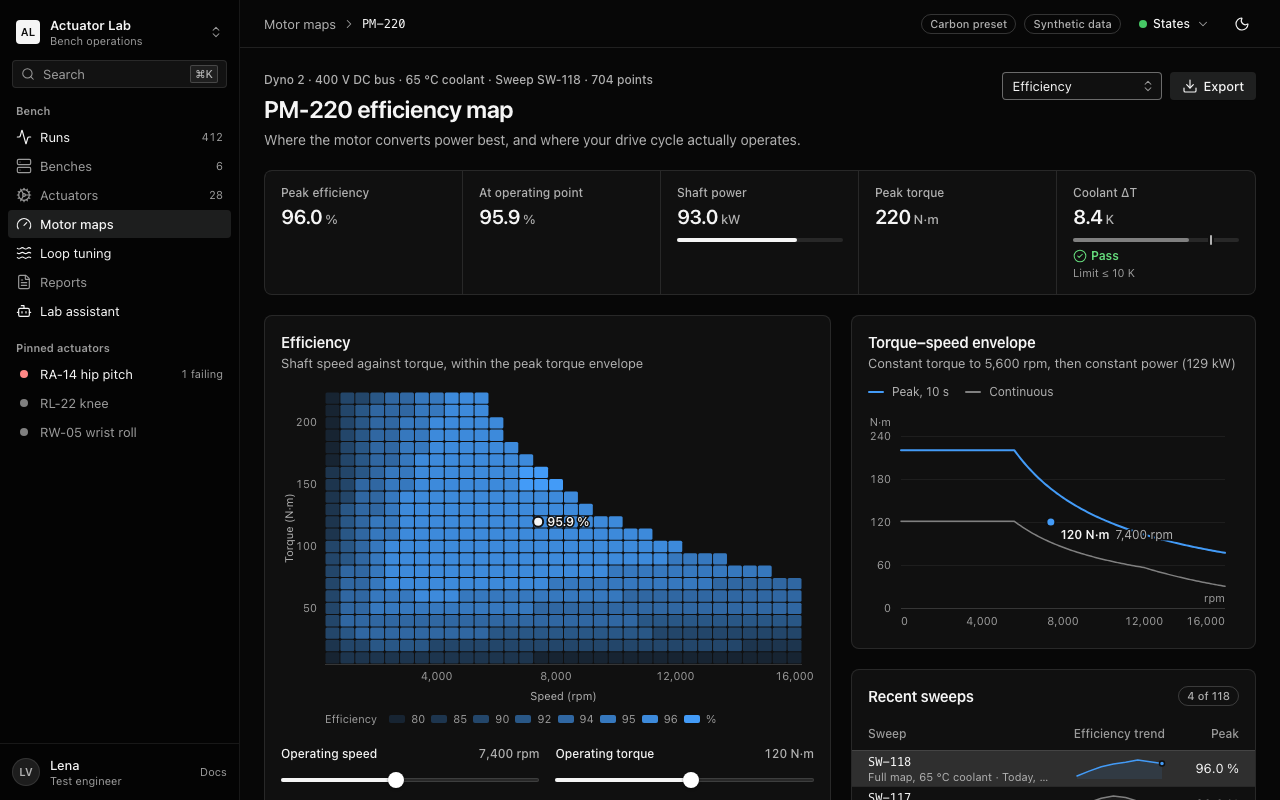 AL
Actuator Lab
Bench operations
Search
⌘K
Bench
Runs 412
Benches 6
Actuators 28
Motor maps
Loop tuning
Reports
Lab assistant
Pinned actuators
RA-14 hip pitch 1 failing
RL-22 knee
RW-05 wrist roll
LV
Lena
Test engineer
Docs
Motor maps > PM-220
Carbon preset
Synthetic data
States
Dyno 2 · 400 V DC bus · 65 °C coolant · Sweep SW-118 · 704 points
PM-220 efficiency map
Where the motor converts power best, and where your drive cycle actually operates.
Efficiency
Export
Peak efficiency
96.0 %
At operating point
95.9 %
Shaft power
93.0 kW
Peak torque
220 N·m
Coolant ΔT
8.4 K
Pass
Limit ≤ 10 K
Efficiency
Shaft speed against torque, within the peak torque envelope
Torque (N·m)
200
150
100
50
95.9 %
4,000 8,000 12,000 16,000
Speed (rpm)
Efficiency 80 85 90 92 94 95 96 %
Operating speed 7,400 rpm
Operating torque 120 N·m
Torque–speed envelope
Constant torque to 5,600 rpm, then constant power (129 kW)
Peak, 10 s
Continuous
N·m
240
180
120
60
0
120 N·m 7,400 rpm
rpm
0 4,000 8,000 12,000 16,000
Recent sweeps
4 of 118
Sweep Efficiency trend Peak
SW-118
Full map, 65 °C coolant · Today, ...
96.0 %
SW-117